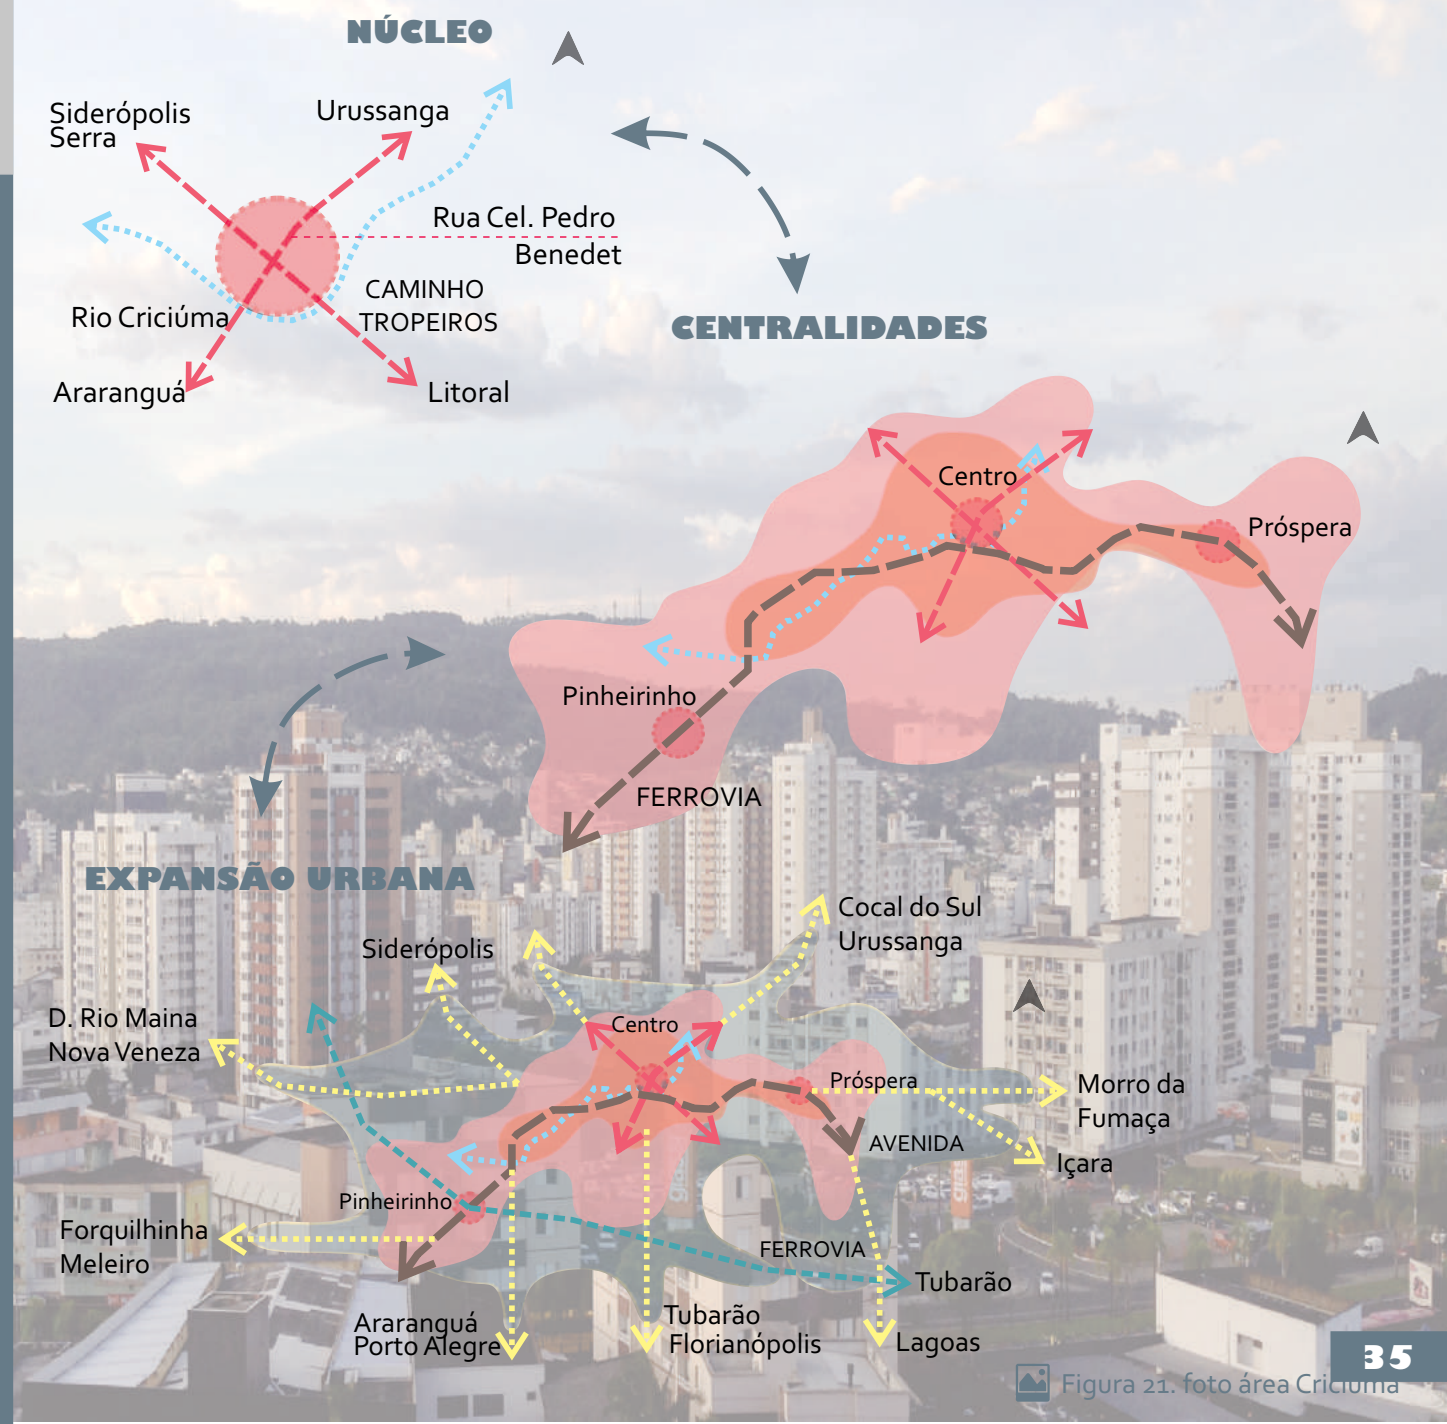 NÚCLEO
Siderópolis
Serra
Urussanga
Rua Cel. Pedro
Benedet
CAMINHO
TROPEIROS
Rio Criciúma
Araranguá
Litoral
CENTRALIDADES
Centro
Próspera
Pinheirinho
FERROVIA
EXPANSÃO URBANA
Cocal do Sul
Urussanga
Siderópolis
D. Rio Maina
Nova Veneza
Centro
Próspera
Morro da
Fumaça
AVENIDA
Içara
Pinheirinho
Forquilhinha
Meleiro
FERROVIA
Tubarão
Araranguá
Porto Alegre
Tubarão
Florianópolis
Lagoas
35
Figura 21. foto área Criciúma